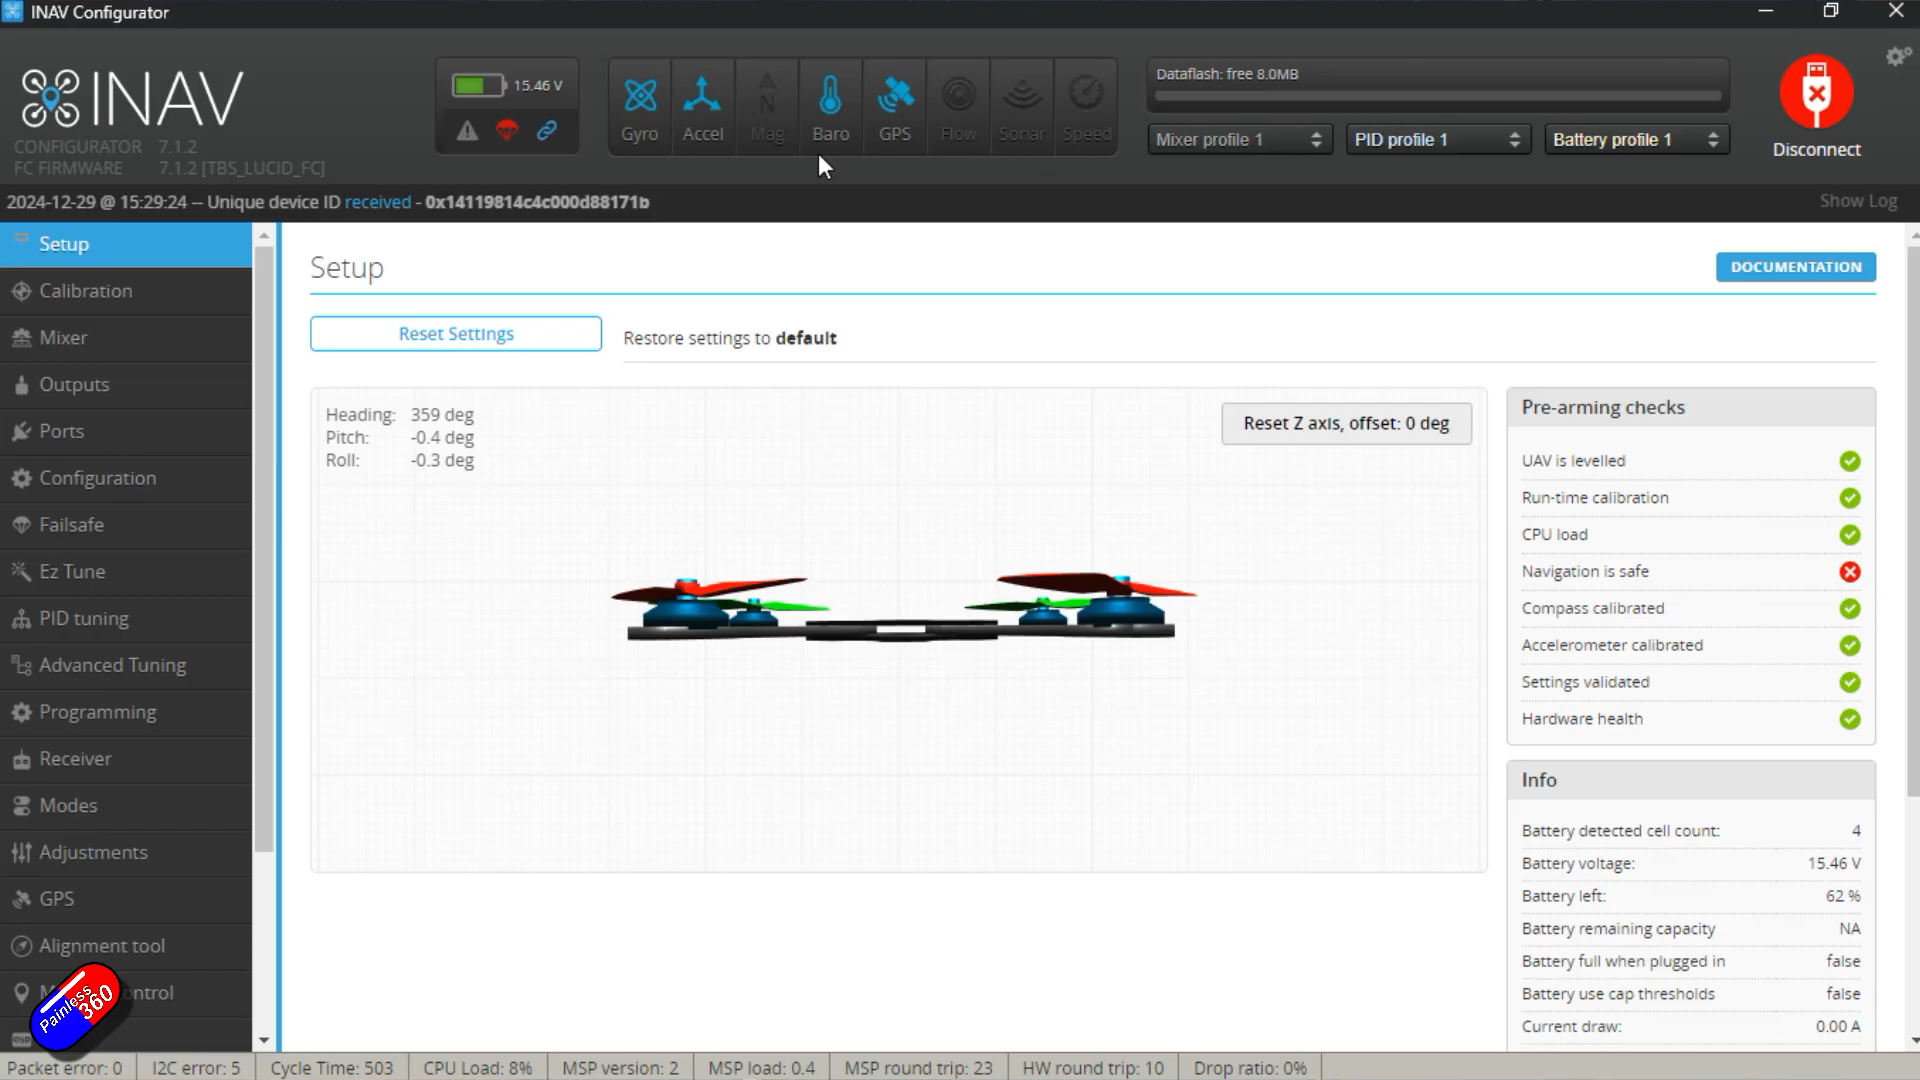 INAV Configurator
INAV
CONFIGURATOR 7.1.2
FC FIRMWARE 7.1.2 [TBS_LUCID_FC]
15.46 V
Gyro
Accel
Mag
Baro
GPS
Flow
Sonar
Speed
Dataflash: free 8.0MB
Mixer profile 1
PID profile 1
Battery profile 1
Disconnect
2024-12-29 @ 15:29:24 -- Unique device ID received - 0x14119814c4c000d88171b
Show Log
Setup
Calibration
Mixer
Outputs
Ports
Configuration
Failsafe
Ez Tune
PID tuning
Advanced Tuning
Programming
Receiver
Modes
Adjustments
GPS
Alignment tool
Painless
360
Setup
DOCUMENTATION
Reset Settings
Restore settings to default
Heading: 359 deg
Pitch: -0.4 deg
Roll: -0.3 deg
Reset Z axis, offset: 0 deg
Pre-arming checks
UAV is levelled
Run-time calibration
CPU load
Navigation is safe
Compass calibrated
Accelerometer calibrated
Settings validated
Hardware health
Info
Battery detected cell count: 4
Battery voltage: 15.46 V
Battery left: 62 %
Battery remaining capacity NA
Battery full when plugged in false
Battery use cap thresholds false
Current draw: 0.00 A
Packet error: 0
I2C error: 5
Cycle Time: 503
CPU Load: 8%
MSP version: 2
MSP load: 0.4
MSP round trip: 23
HW round trip: 10
Drop ratio: 0%